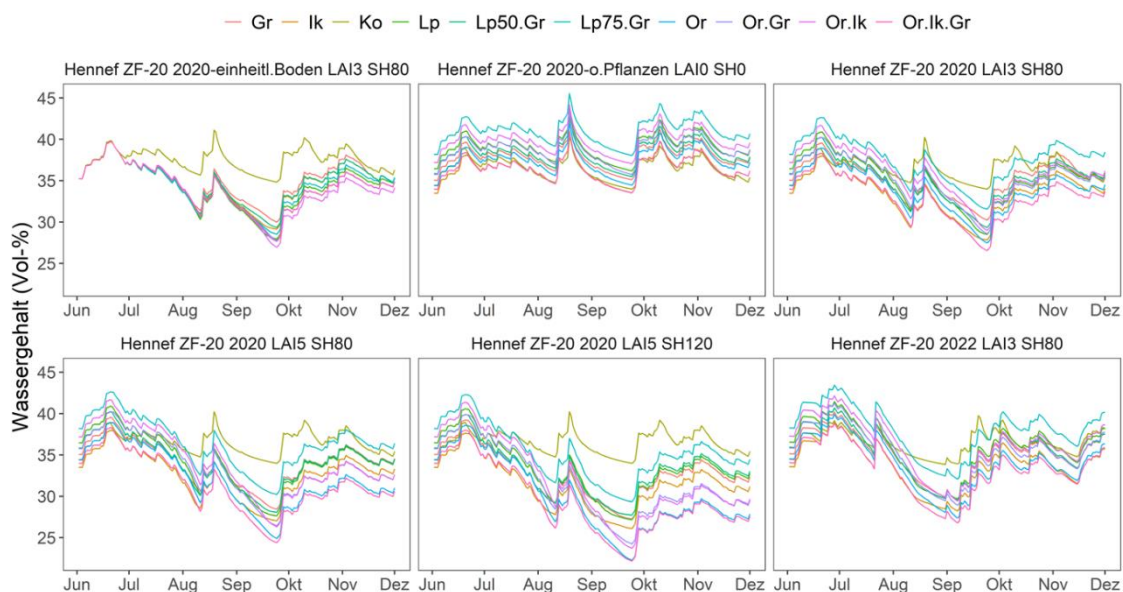 Gr Ik Ko Lp Lp50.Gr Lp75.Gr Or Or.Gr Or.Ik Or.Ik.Gr
Hennef ZF-20 2020-einheitl.Boden LAI3 SH80 Hennef ZF-20 2020-o.Pflanzen LAI0 SH0 Hennef ZF-20 2020 LAI3 SH80
45
40
35
30
25
Jun Jul Aug Sep Okt Nov Dez Jun Jul Aug Sep Okt Nov Dez Jun Jul Aug Sep Okt Nov Dez
Wassergehalt (Vol-%)
Hennef ZF-20 2020 LAI5 SH80 Hennef ZF-20 2020 LAI5 SH120 Hennef ZF-20 2022 LAI3 SH80
45
40
35
30
25
Jun Jul Aug Sep Okt Nov Dez Jun Jul Aug Sep Okt Nov Dez Jun Jul Aug Sep Okt Nov Dez